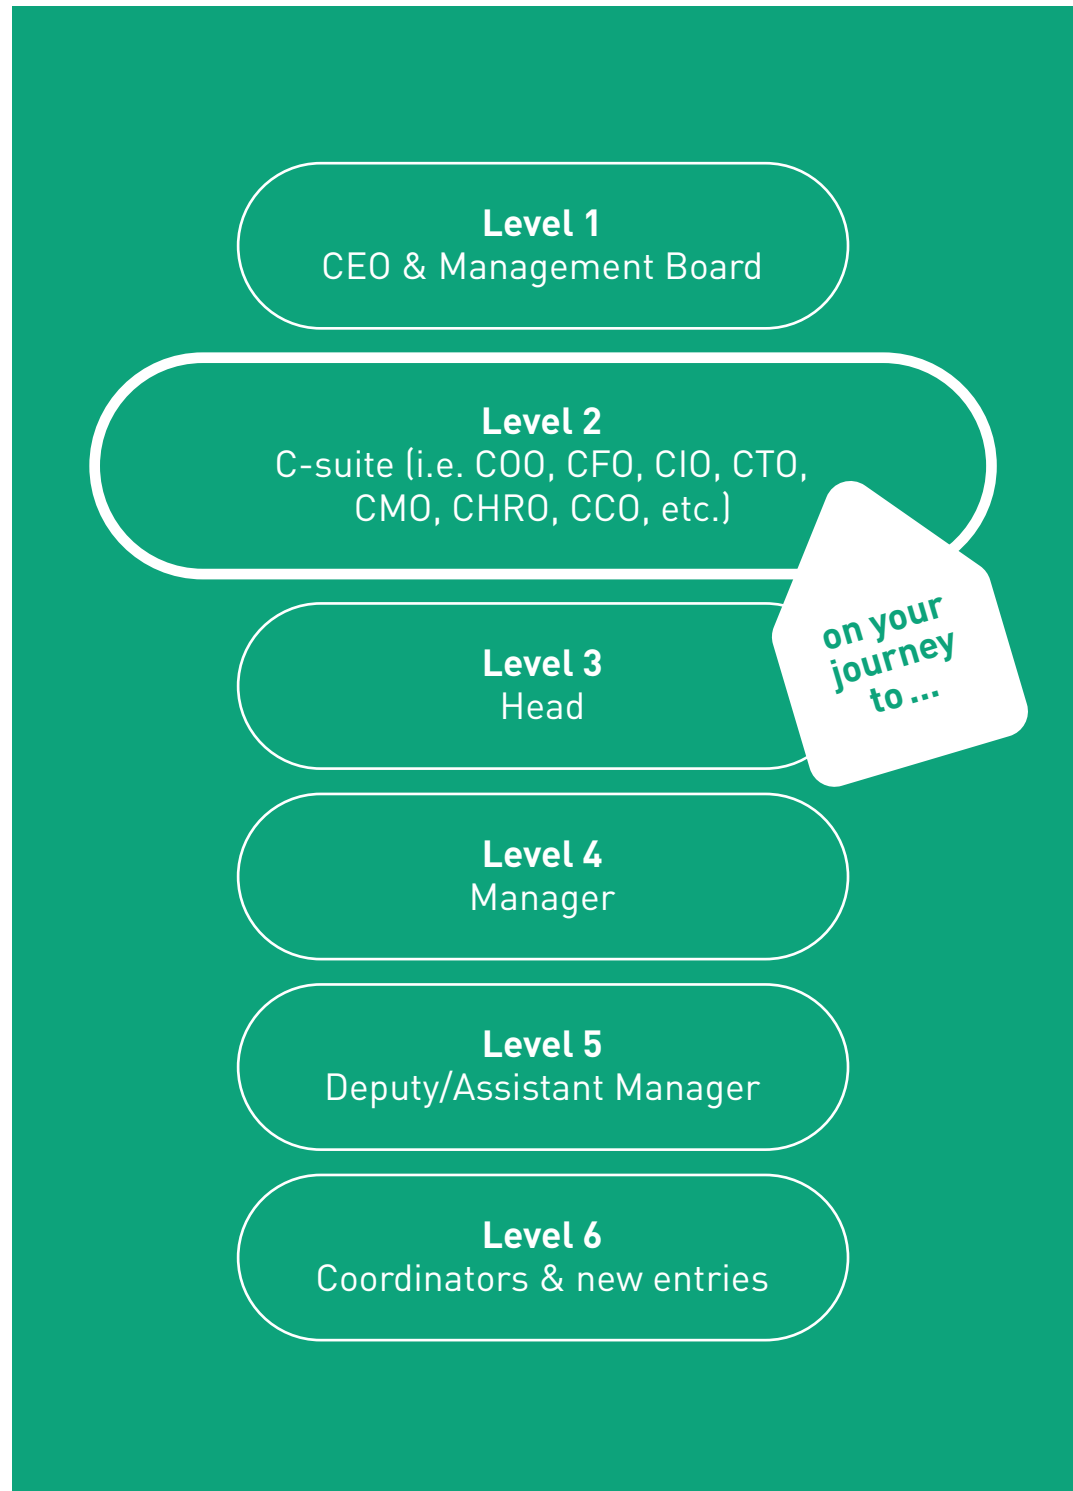 Level 1
CEO & Management Board
Level 2
C-suite (i.e. COO, CFO, CIO, CTO,
CMO, CHRO, CCO, etc.)
on your
journey
to ...
Level 3
Head
Level 4
Manager
Level 5
Deputy/Assistant Manager
Level 6
Coordinators & new entries